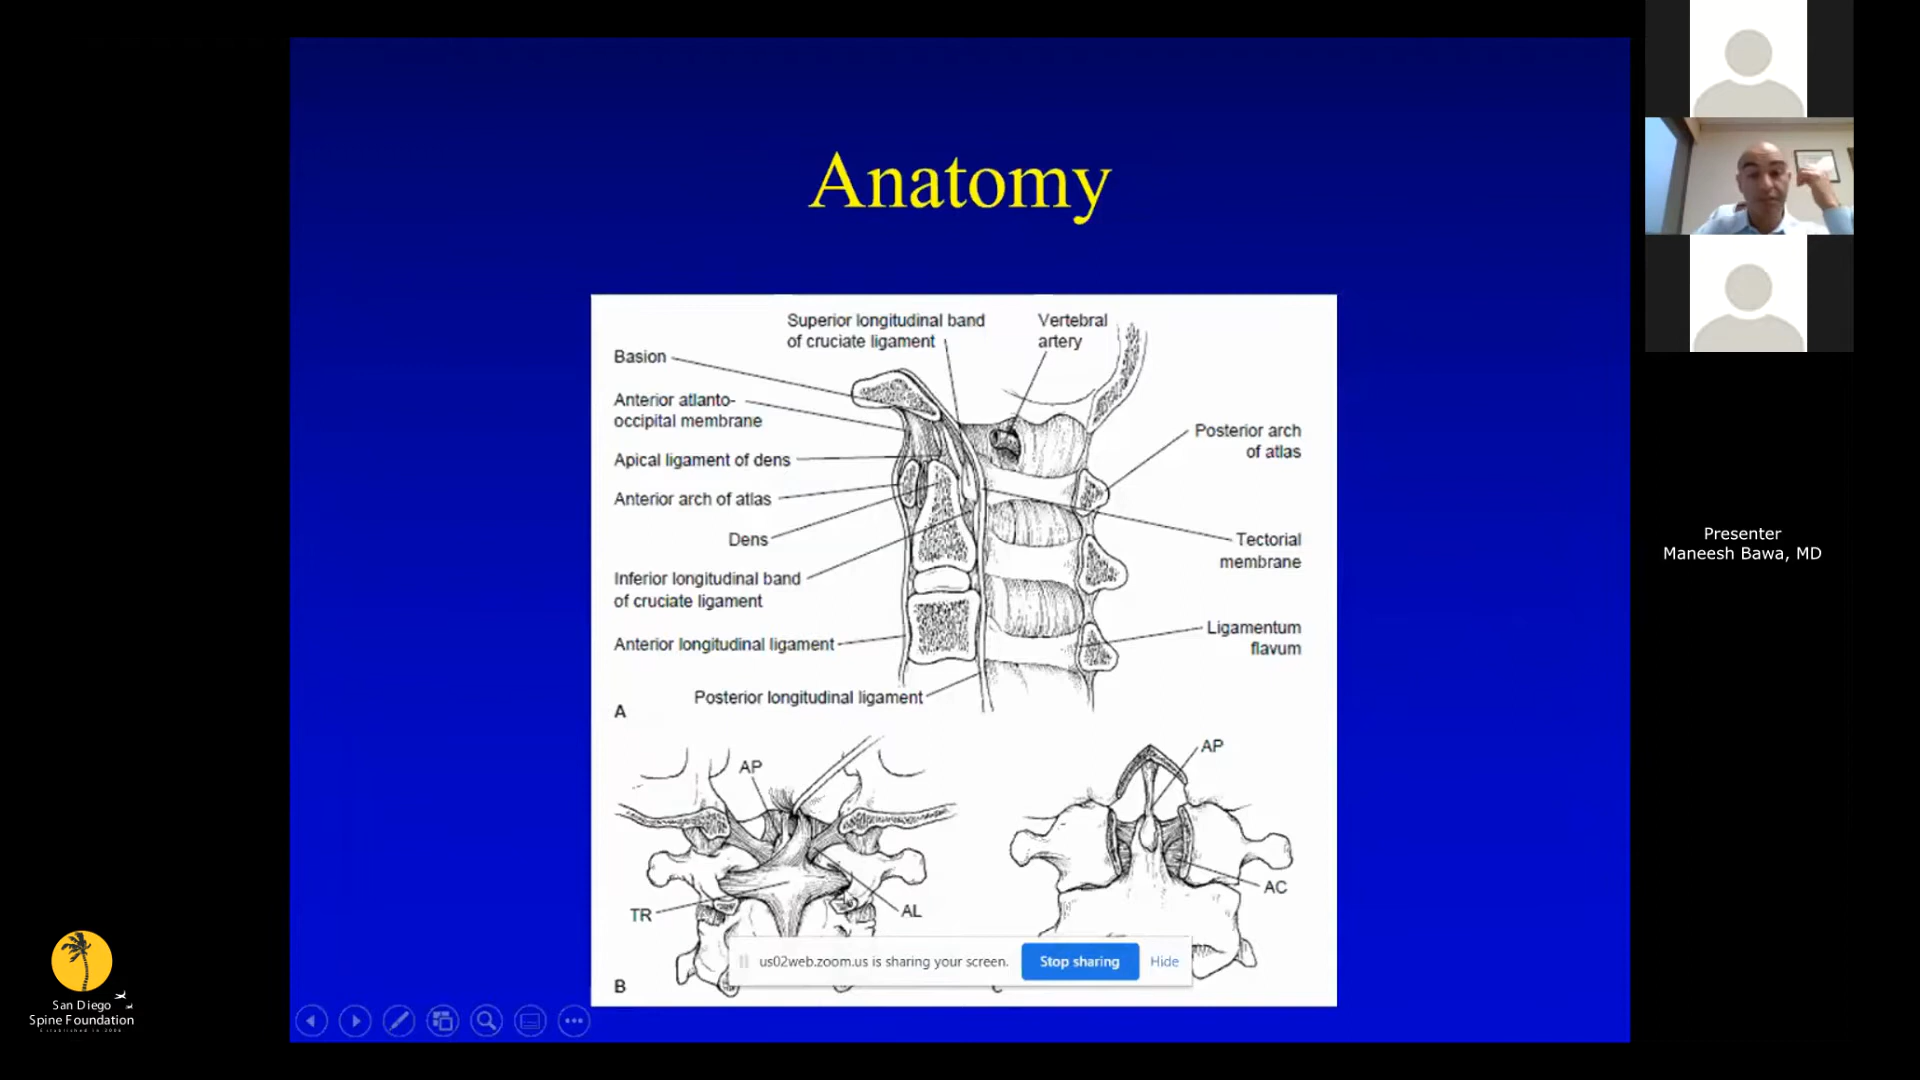 Anatomy
Superior longitudinal band
of cruciate ligament
Vertebral
artery
Basion
Anterior atlanto-
occipital membrane
Apical ligament of dens
Anterior arch of atlas
Dens
Inferior longitudinal band
of cruciate ligament
Anterior longitudinal ligament
Posterior longitudinal ligament
Posterior arch
of atlas
Tectorial
membrane
Ligamentum
flavum
A
AP
TR
AL
B
AP
AC
us02web.zoom.us is sharing your screen.
Stop sharing
Hide
Presenter
Maneesh Bawa, MD
San Diego
Spine Foundation